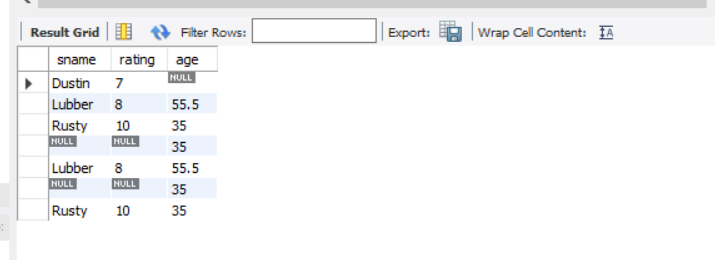 Result Grid Filter Rows: Export: Wrap Cell Content: IA
sname rating age
Dustin 7 NULL
Lubber 8 55.5
Rusty 10 35
NULL NULL 35
Lubber 8 55.5
NULL NULL 35
Rusty 10 35